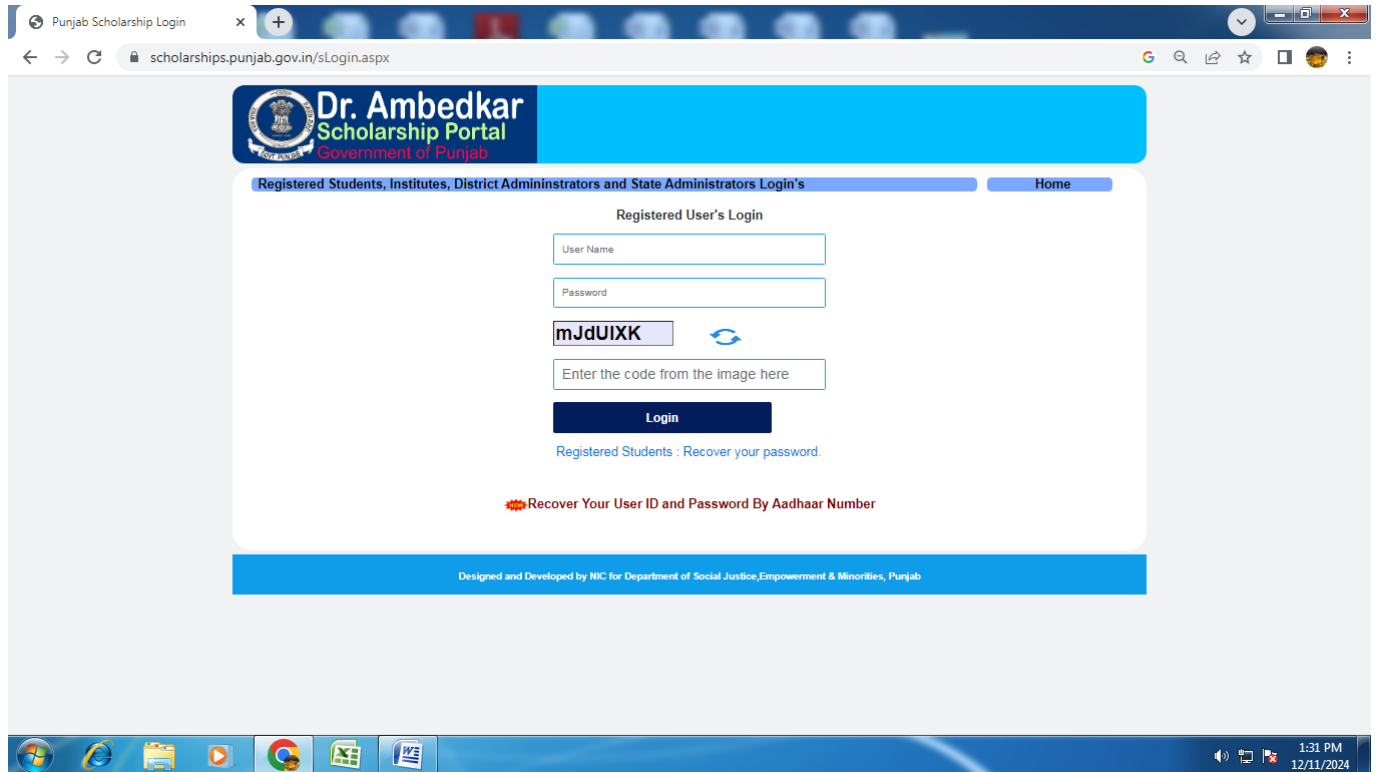 Punjab Scholarship Login
scholarships.punjab.gov.in/sLogin.aspx
Dr. Ambedkar
Scholarship Portal
Government of Punjab
Registered Students, Institutes, District Admininstrators and State Administrators Login's
Home
Registered User's Login
User Name
Password
mJdUIXK
Enter the code from the image here
Login
Registered Students : Recover your password.
Recover Your User ID and Password By Aadhaar Number
Designed and Developed by NIC for Department of Social Justice,Empowerment & Minorities, Punjab
1:31 PM
12/11/2024